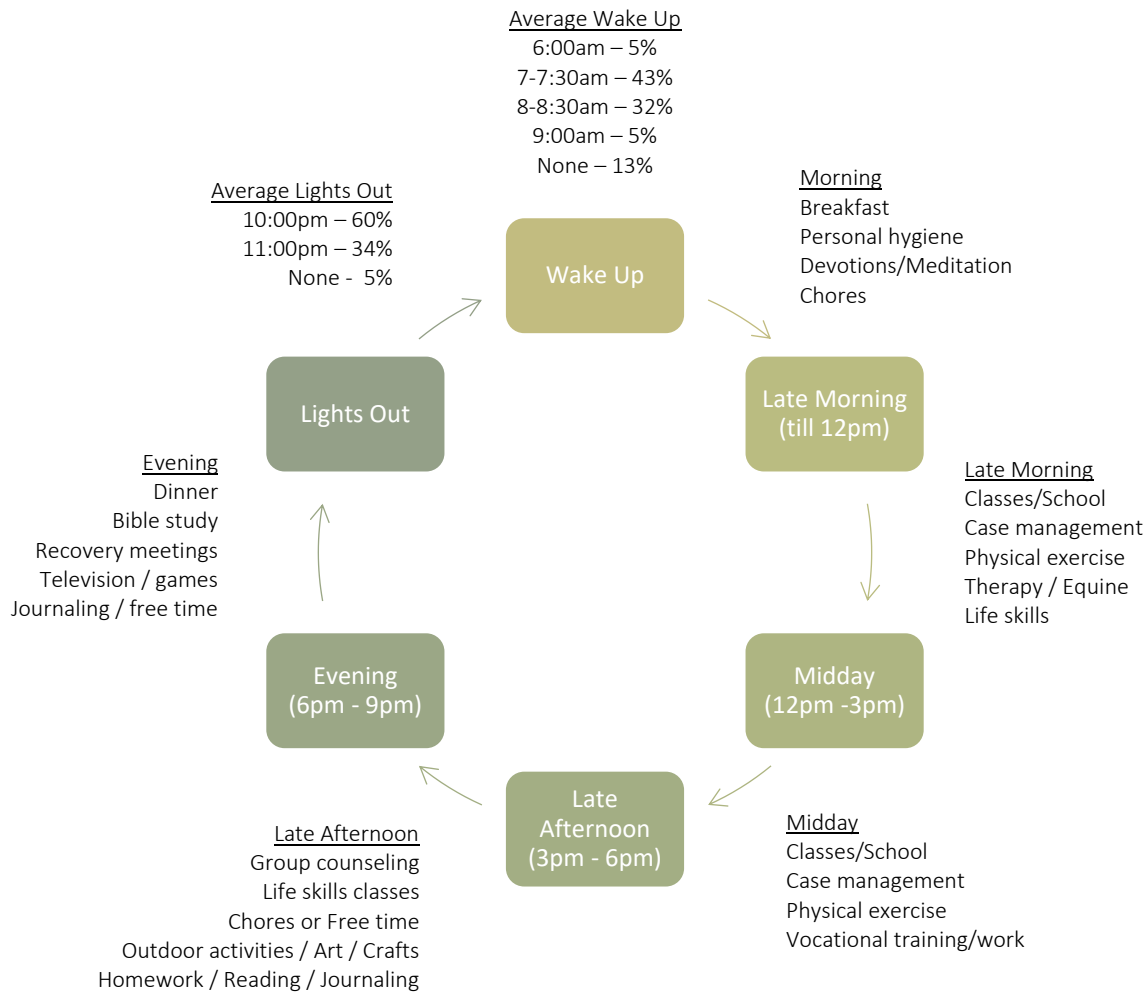 Average Wake Up
6:00am – 5%
7-7:30am – 43%
8-8:30am – 32%
9:00am – 5%
None – 13%
Average Lights Out
10:00pm – 60%
11:00pm – 34%
None - 5%
Morning
Breakfast
Personal hygiene
Devotions/Meditation
Chores
Wake Up
Late Morning
(till 12pm)
Late Morning
Classes/School
Case management
Physical exercise
Therapy / Equine
Life skills
Midday
(12pm -3pm)
Midday
Classes/School
Case management
Physical exercise
Vocational training/work
Late
Afternoon
(3pm - 6pm)
Late Afternoon
Group counseling
Life skills classes
Chores or Free time
Outdoor activities / Art / Crafts
Homework / Reading / Journaling
Evening
(6pm - 9pm)
Evening
Dinner
Bible study
Recovery meetings
Television / games
Journaling / free time
Lights Out